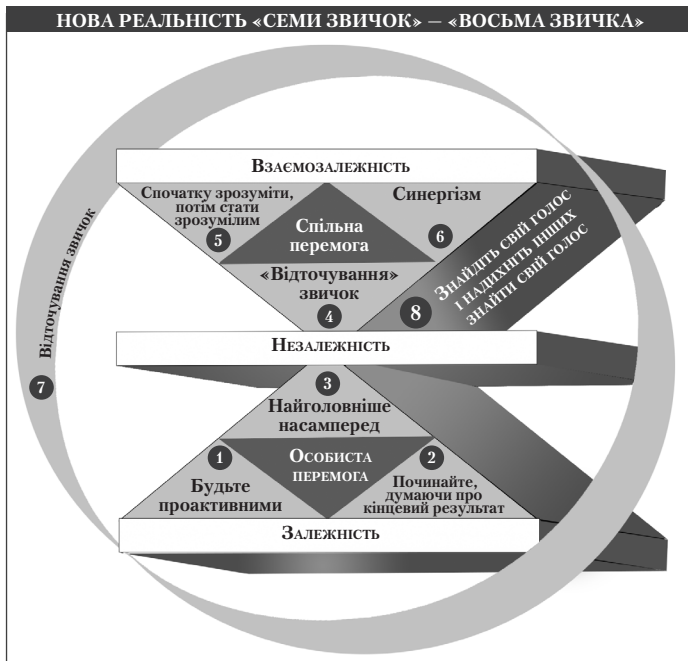 НОВА РЕАЛЬНІСТЬ «СЕМИ ЗВИЧОК» — «ВОСЬМА ЗВИЧКА»
Взаємозалежність
Спочатку зрозуміти,
потім стати
зрозумілим
5
Спільна
перемога
Синергізм
6
«Відточування»
звичок
4
8
Знайдіть свій голос
і надихніть інших
знайти свій голос
Відточування звичок
7
Незалежність
3
Найголовніше
насамперед
1
Будьте
проактивними
Особиста
перемога
2
Починайте,
думаючи про
кінцевий результат
Залежність